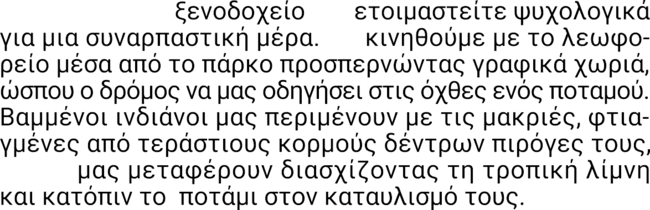 ξενοδοχείο ετοιμαστείτε ψυχολογικά
για μια συναρπαστική μέρα. κινηθούμε με το λεωφο-
ρείο μέσα από το πάρκο προσπερνώντας γραφικά χωριά,
ώσπου ο δρόμος να μας οδηγήσει στις όχθες ενός ποταμού.
Βαμμένοι ινδιάνοι μας περιμένουν με τις μακριές, φτια-
γμένες από τεράστιους κορμούς δέντρων πιρόγες τους,
μας μεταφέρουν διασχίζοντας τη τροπική λίμνη
και κατόπιν το ποτάμι στον καταυλισμό τους.